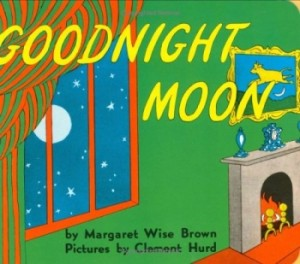 GOODNIGHT
MOON
by Margaret Wise Brown
Pictures by Clement Hurd